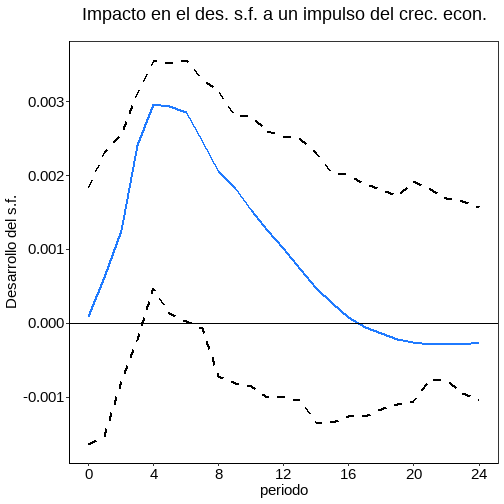 Impacto en el des. s.f. a un impulso del crec. econ.
Desarrollo del s.f.
0.003
0.002
0.001
0.000
-0.001
0 4 8 12 16 20 24
periodo